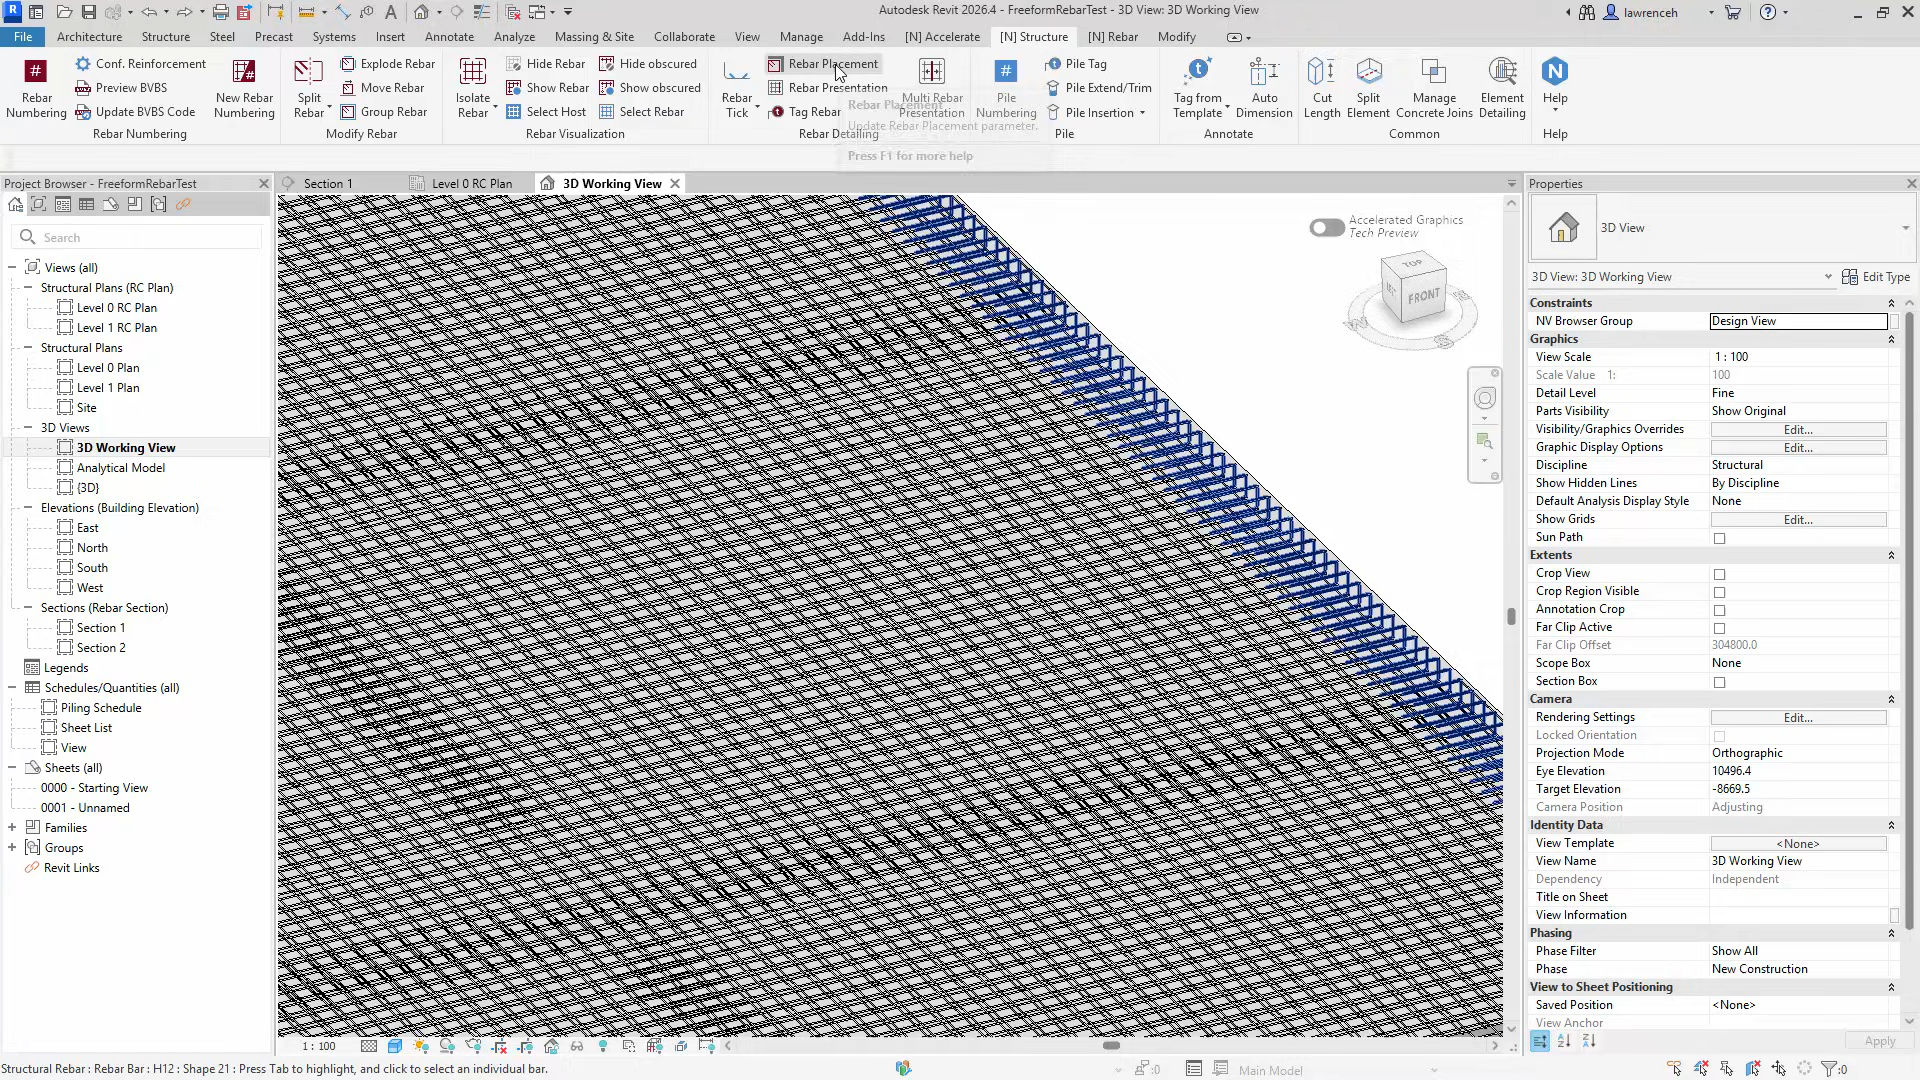 Autodesk Revit 2026.4 - FreeformRebarTest - 3D View: 3D Working View
lawrenceh
File Architecture Structure Steel Precast Systems Insert Annotate Analyze Massing & Site Collaborate View Manage Add-Ins [N] Accelerate [N] Structure [N] Rebar Modify
Rebar Numbering
Conf. Reinforcement
Preview BVBS
Update BVBS Code
New Rebar Numbering
Rebar Numbering
Split Rebar
Explode Rebar
Move Rebar
Group Rebar
Modify Rebar
Isolate Rebar
Hide Rebar
Show Rebar
Select Host
Hide obscured
Show obscured
Select Rebar
Rebar Visualization
Rebar Tick
Rebar Placement
Rebar Presentation
Tag Rebar
Multi Rebar Presentation
Rebar Detailing
Rebar Placement
Update Rebar Placement parameter.
Press F1 for more help
Pile Numbering
Pile Tag
Pile Extend/Trim
Pile Insertion
Pile
Tag from Template
Auto Dimension
Annotate
Cut Length
Split Element
Manage Concrete Joins
Element Detailing
Common
Help
Help
Project Browser - FreeformRebarTest
Search
Views (all)
Structural Plans (RC Plan)
Level 0 RC Plan
Level 1 RC Plan
Structural Plans
Level 0 Plan
Level 1 Plan
Site
3D Views
3D Working View
Analytical Model
{3D}
Elevations (Building Elevation)
East
North
South
West
Sections (Rebar Section)
Section 1
Section 2
Legends
Schedules/Quantities (all)
Piling Schedule
Sheet List
View
Sheets (all)
0000 - Starting View
0001 - Unnamed
Families
Groups
Revit Links
Section 1 Level 0 RC Plan 3D Working View
Accelerated Graphics
Tech Preview
TOP
FRONT
1 : 100
Properties
3D View
3D View: 3D Working View Edit Type
Constraints
NV Browser Group Design View
Graphics
View Scale 1 : 100
Scale Value 1: 100
Detail Level Fine
Parts Visibility Show Original
Visibility/Graphics Overrides Edit...
Graphic Display Options Edit...
Discipline Structural
Show Hidden Lines By Discipline
Default Analysis Display Style None
Show Grids Edit...
Sun Path
Extents
Crop View
Crop Region Visible
Annotation Crop
Far Clip Active
Far Clip Offset 304800.0
Scope Box None
Section Box
Camera
Rendering Settings Edit...
Locked Orientation
Projection Mode Orthographic
Eye Elevation 10496.4
Target Elevation -8669.5
Camera Position Adjusting
Identity Data
View Template <None>
View Name 3D Working View
Dependency Independent
Title on Sheet
View Information
Phasing
Phase Filter Show All
Phase New Construction
View to Sheet Positioning
Saved Position <None>
View Anchor
Apply
Structural Rebar : Rebar Bar : H12 : Shape 21 : Press Tab to highlight, and click to select an individual bar.
:0
Main Model
:0